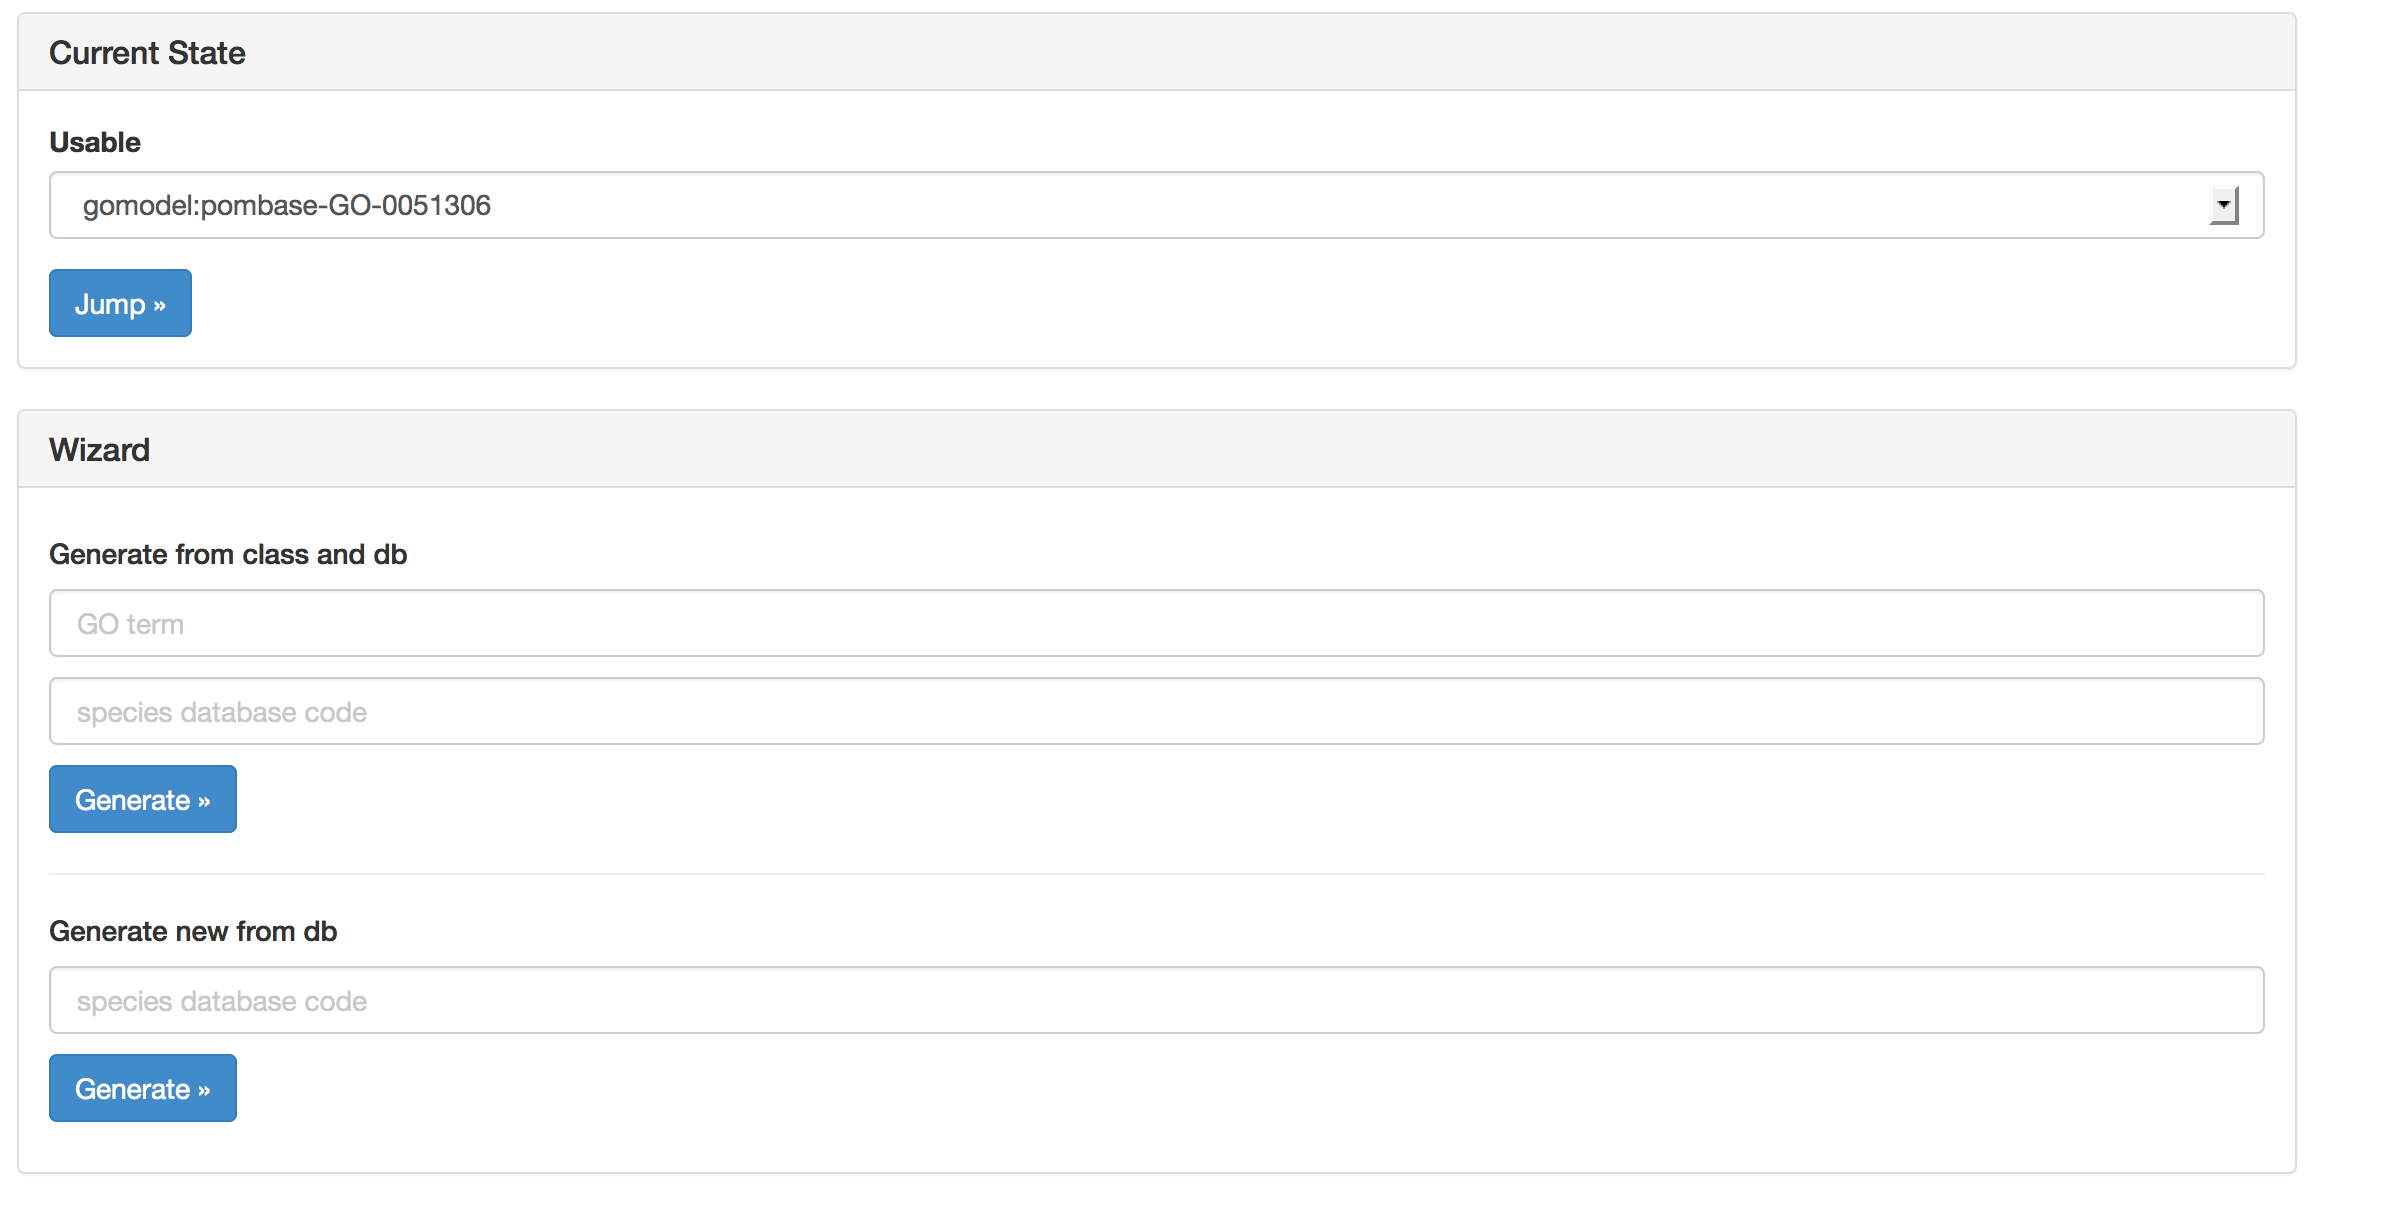 Current State
Usable
gomodel:pombase-GO-0051306
Jump »
Wizard
Generate from class and db
GO term
species database code
Generate »
Generate new from db
species database code
Generate »